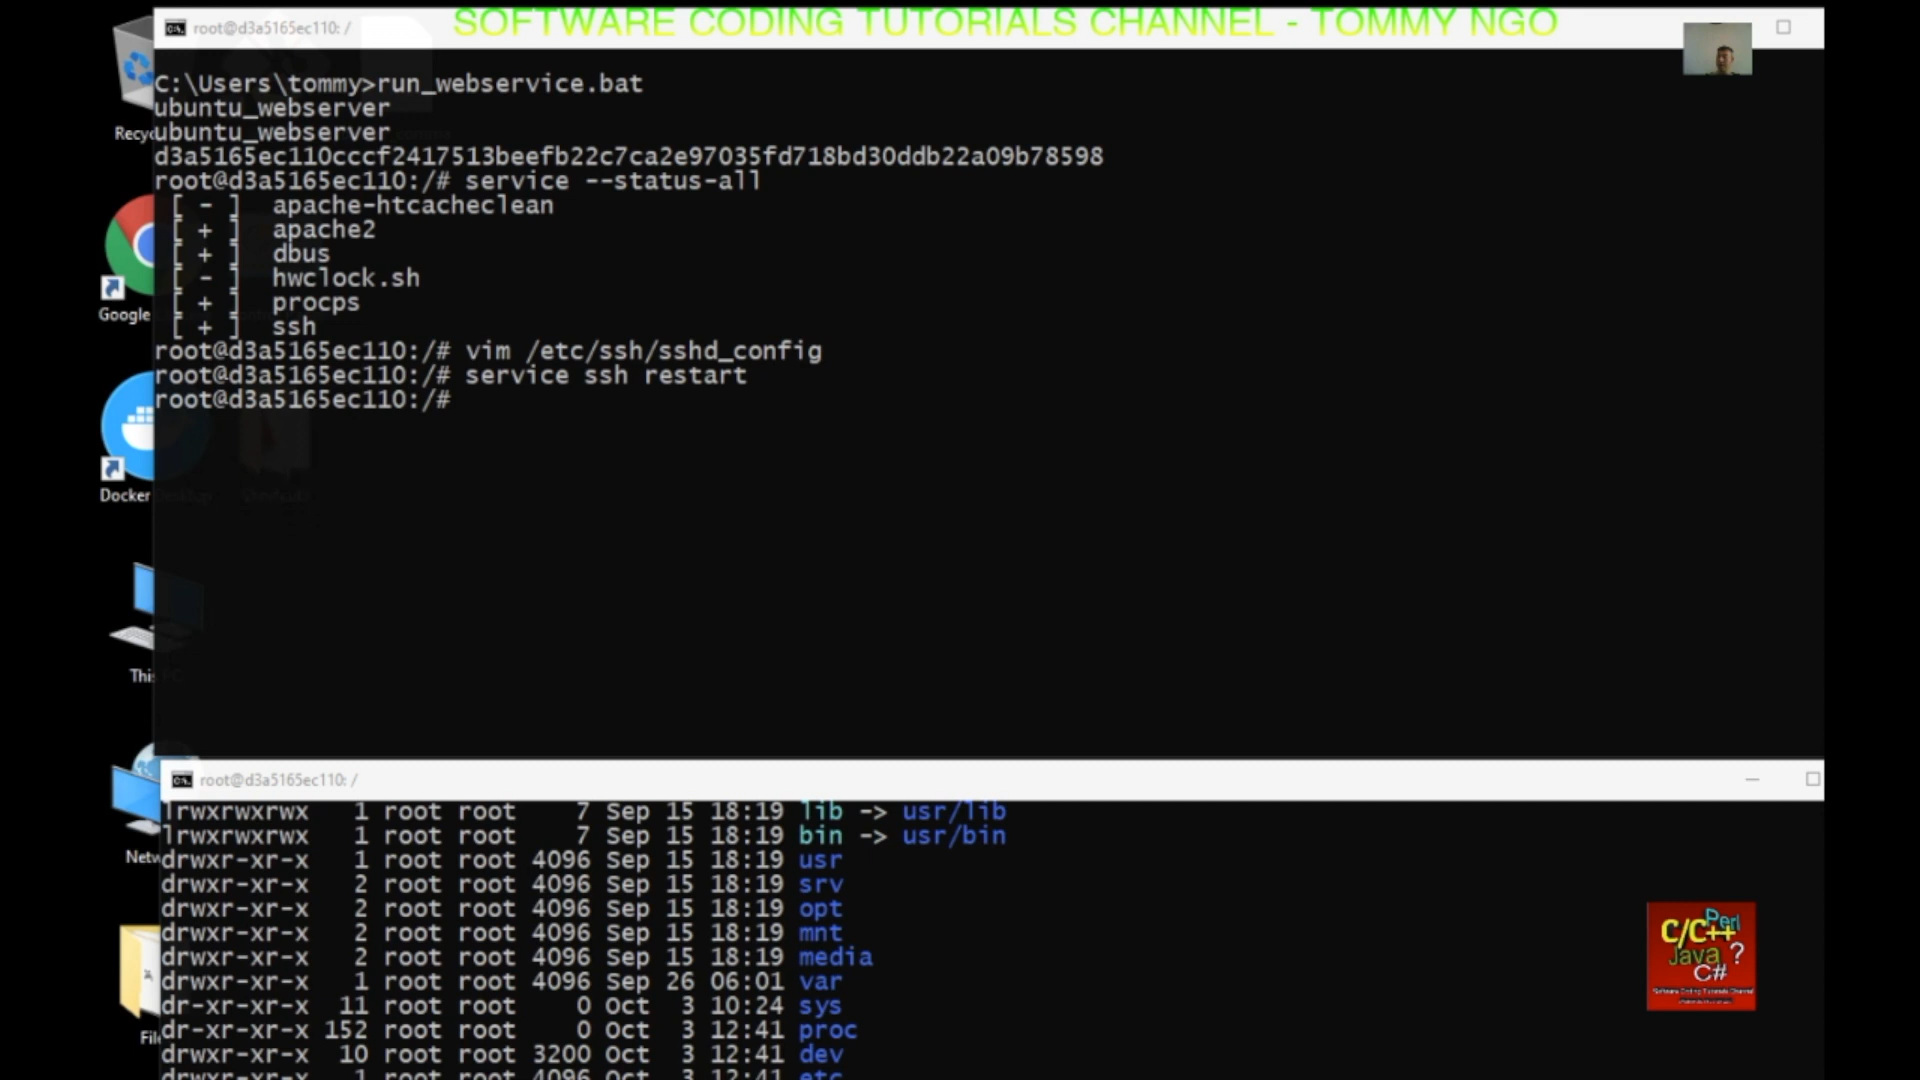 SOFTWARE CODING TUTORIALS CHANNEL - TOMMY NGO
root@d3a5165ec110: /
C:\Users\tommy>run_webservice.bat
ubuntu_webserver
ubuntu_webserver
d3a5165ec110cccf2417513beefb22c7ca2e97035fd718bd30ddb22a09b78598
root@d3a5165ec110:/# service --status-all
[ - ] apache-htcacheclean
[ + ] apache2
[ + ] dbus
[ - ] hwclock.sh
[ + ] procps
[ + ] ssh
root@d3a5165ec110:/# vim /etc/ssh/sshd_config
root@d3a5165ec110:/# service ssh restart
root@d3a5165ec110:/#
Recyc
Google
Docker Desktop
This PC
Netw
File
root@d3a5165ec110: /
lrwxrwxrwx 1 root root 7 Sep 15 18:19 lib -> usr/lib
lrwxrwxrwx 1 root root 7 Sep 15 18:19 bin -> usr/bin
drwxr-xr-x 1 root root 4096 Sep 15 18:19 usr
drwxr-xr-x 2 root root 4096 Sep 15 18:19 srv
drwxr-xr-x 2 root root 4096 Sep 15 18:19 opt
drwxr-xr-x 2 root root 4096 Sep 15 18:19 mnt
drwxr-xr-x 2 root root 4096 Sep 15 18:19 media
drwxr-xr-x 1 root root 4096 Sep 26 06:01 var
dr-xr-xr-x 11 root root 0 Oct 3 10:24 sys
dr-xr-xr-x 152 root root 0 Oct 3 12:41 proc
drwxr-xr-x 10 root root 3200 Oct 3 12:41 dev
drwxr-xr-x 1 root root 4096 Oct 3 12:41 etc
C/C++ Perl
Java ?
C#
Software Coding Tutorials Channel